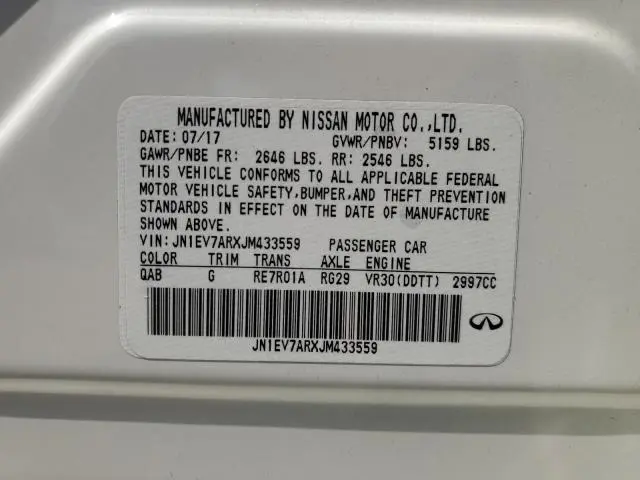 MANUFACTURED BY NISSAN MOTOR CO.,LTD.
DATE: 07/17 GVWR/PNBV: 5159 LBS.
GAWR/PNBE FR: 2646 LBS. RR: 2546 LBS.
THIS VEHICLE CONFORMS TO ALL APPLICABLE FEDERAL
MOTOR VEHICLE SAFETY,BUMPER,AND THEFT PREVENTION
STANDARDS IN EFFECT ON THE DATE OF MANUFACTURE
SHOWN ABOVE.
VIN:JN1EV7ARXJM433559 PASSENGER CAR
COLOR TRIM TRANS AXLE ENGINE
QAB G RE7R01A RG29 VR30(DDTT) 2997CC
JN1EV7ARXJM433559